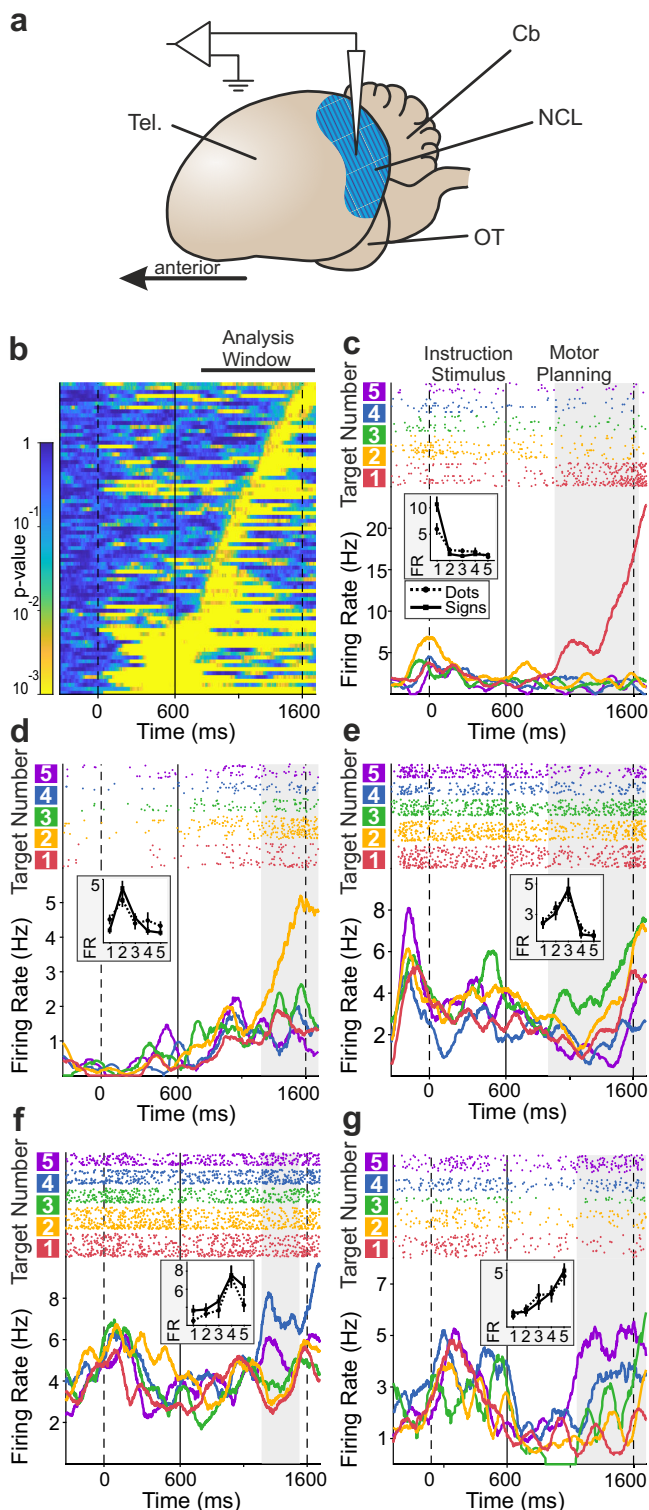 a
Cb
Tel.
NCL
OT
anterior
b
Analysis
Window
1
10-1
10-2
10-3
p-value
0 600 1600
Time (ms)
c
Instruction
Stimulus
Motor
Planning
Target Number
5
4
3
2
1
10
5
FR
1 2 3 4 5
Dots
Signs
Firing Rate (Hz)
20
15
10
5
0 600 1600
Time (ms)
d
Target Number
5
4
3
2
1
5
FR
1 2 3 4 5
Firing Rate (Hz)
5
4
3
2
1
0 600 1600
Time (ms)
e
Target Number
5
4
3
2
1
5
3
FR
1 2 3 4 5
Firing Rate (Hz)
8
6
4
2
0 600 1600
Time (ms)
f
Target Number
5
4
3
2
1
8
6
FR
1 2 3 4 5
Firing Rate (Hz)
8
6
4
2
0 600 1600
Time (ms)
g
Target Number
5
4
3
2
1
5
FR
1 2 3 4 5
Firing Rate (Hz)
7
5
3
1
0 600 1600
Time (ms)